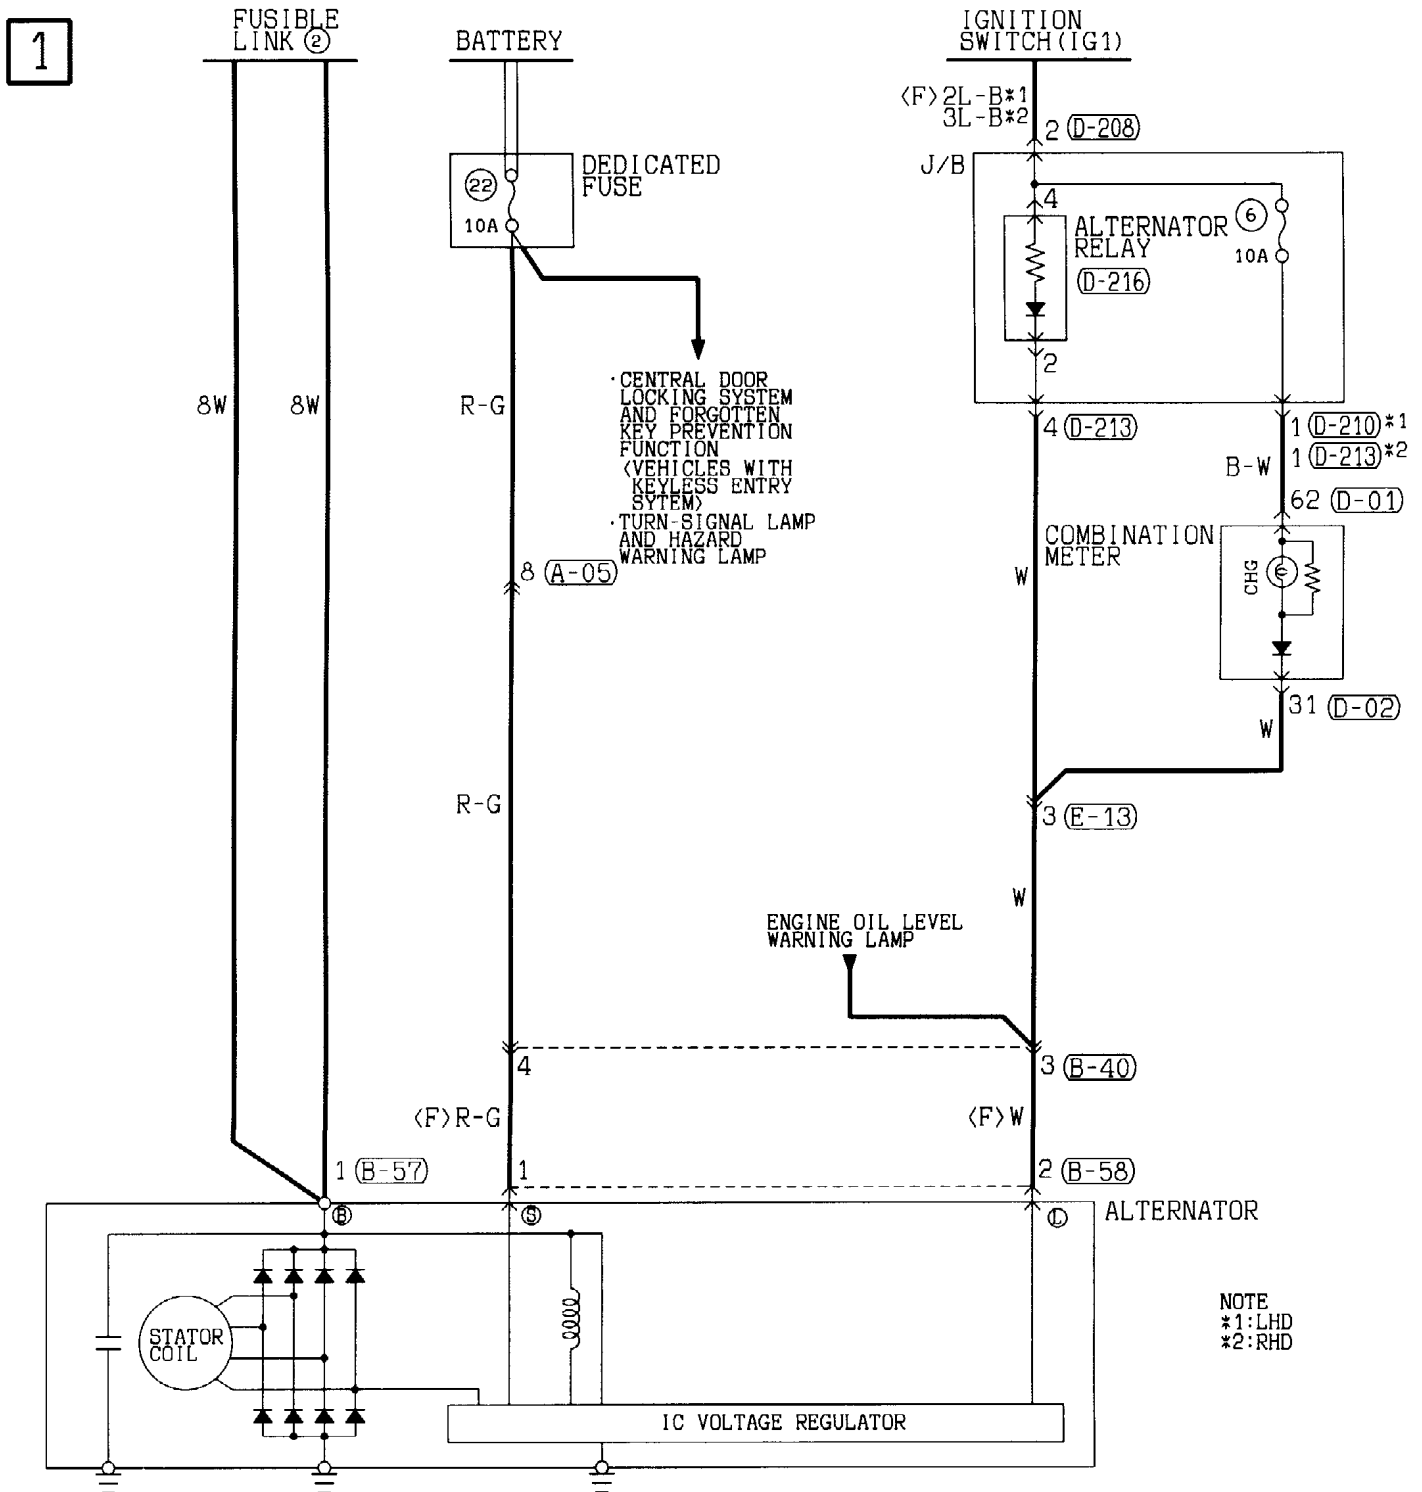 1
FUSIBLE
LINK ②
BATTERY
IGNITION
SWITCH(IG1)
<F>2L-B*1
3L-B*2
2 (D-208)
J/B
DEDICATED
FUSE
22
10A
4
ALTERNATOR
RELAY
(D-216)
6
10A
2
8W
8W
R-G
·CENTRAL DOOR
LOCKING SYSTEM
AND FORGOTTEN
KEY PREVENTION
FUNCTION
<VEHICLES WITH
KEYLESS ENTRY
SYTEM>
·TURN-SIGNAL LAMP
AND HAZARD
WARNING LAMP
4 (D-213)
1 (D-210)*1
1 (D-213)*2
B-W
62 (D-01)
COMBINATION
METER
CHG
8 (A-05)
W
31 (D-02)
W
R-G
3 (E-13)
W
ENGINE OIL LEVEL
WARNING LAMP
4
3 (B-40)
<F>R-G
<F>W
1 (B-57)
1
2 (B-58)
B
S
L
ALTERNATOR
STATOR
COIL
IC VOLTAGE REGULATOR
NOTE
*1:LHD
*2:RHD